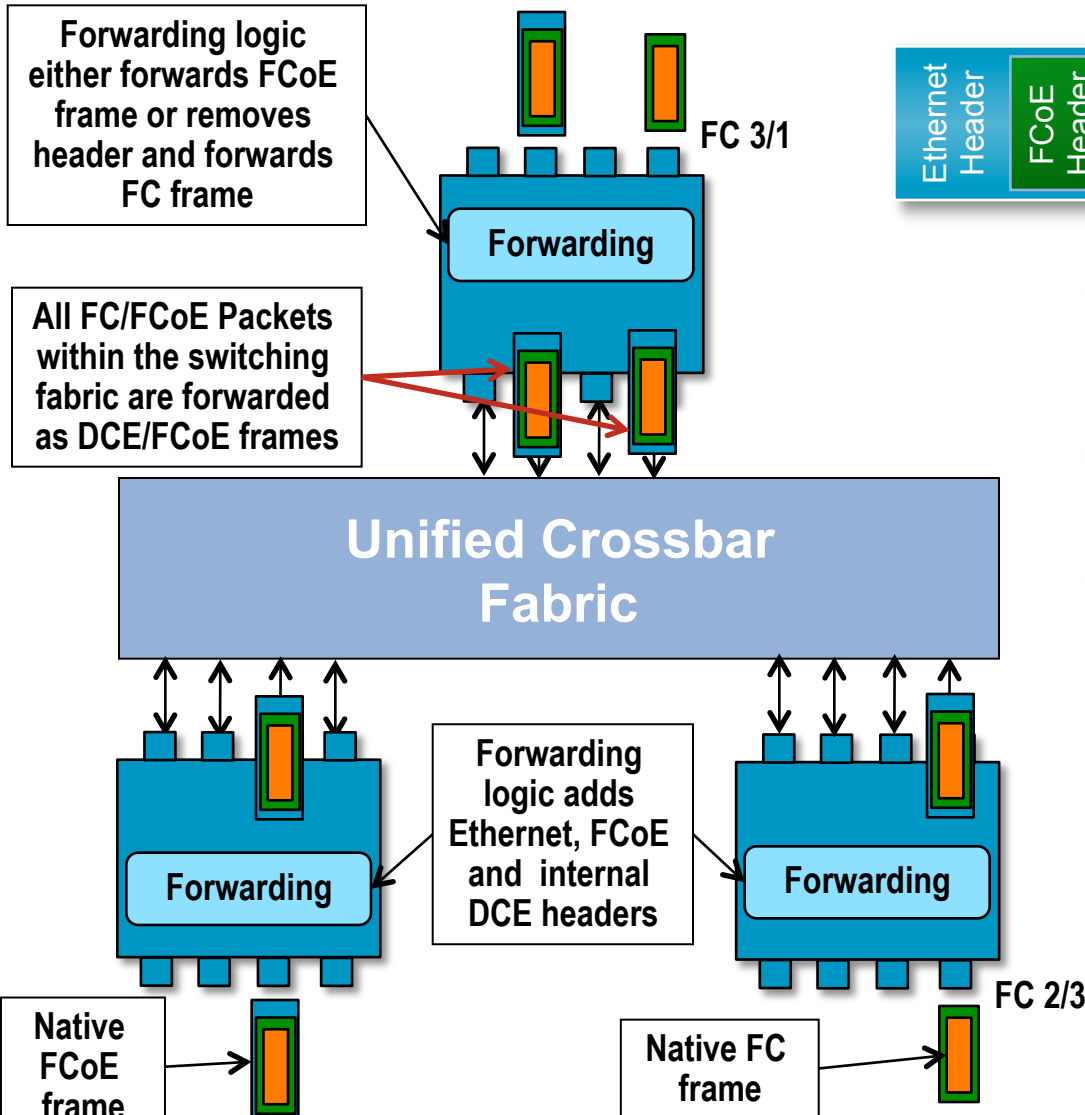 Forwarding logic
either forwards FCoE
frame or removes
header and forwards
FC frame
FC 3/1
Ethernet
Header
FCoE
Header
Forwarding
All FC/FCoE Packets
within the switching
fabric are forwarded
as DCE/FCoE frames
Unified Crossbar
Fabric
Forwarding
logic adds
Ethernet, FCoE
and internal
DCE headers
Forwarding
Forwarding
FC 2/3
Native
FCoE
frame
Native FC
frame